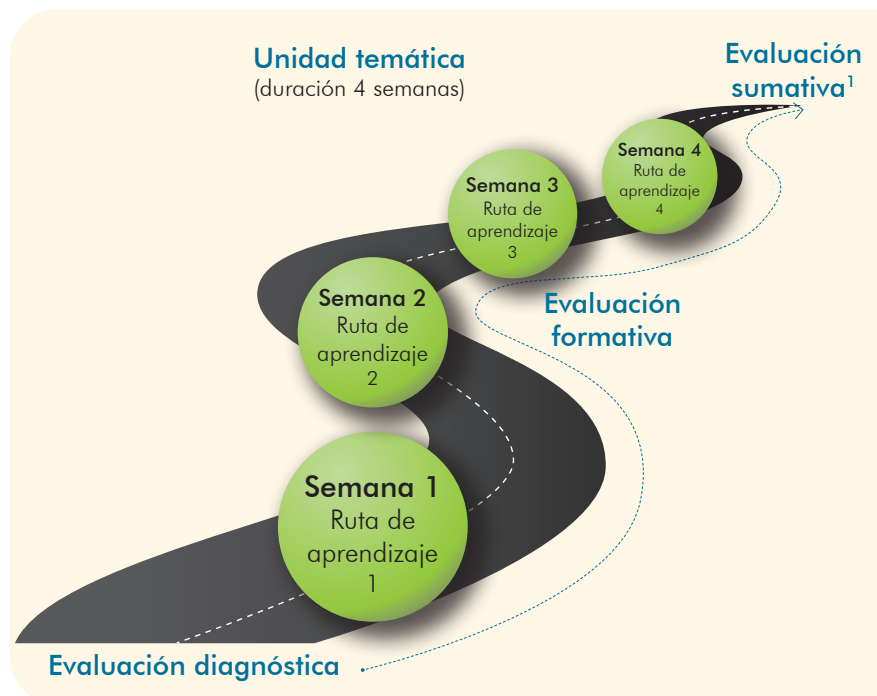 Unidad temática
(duración 4 semanas)
Evaluación
sumativa¹
Semana 4
Ruta de
aprendizaje
4
Semana 3
Ruta de
aprendizaje
3
Semana 2
Ruta de
aprendizaje
2
Evaluación
formativa
Semana 1
Ruta de
aprendizaje
1
Evaluación diagnóstica